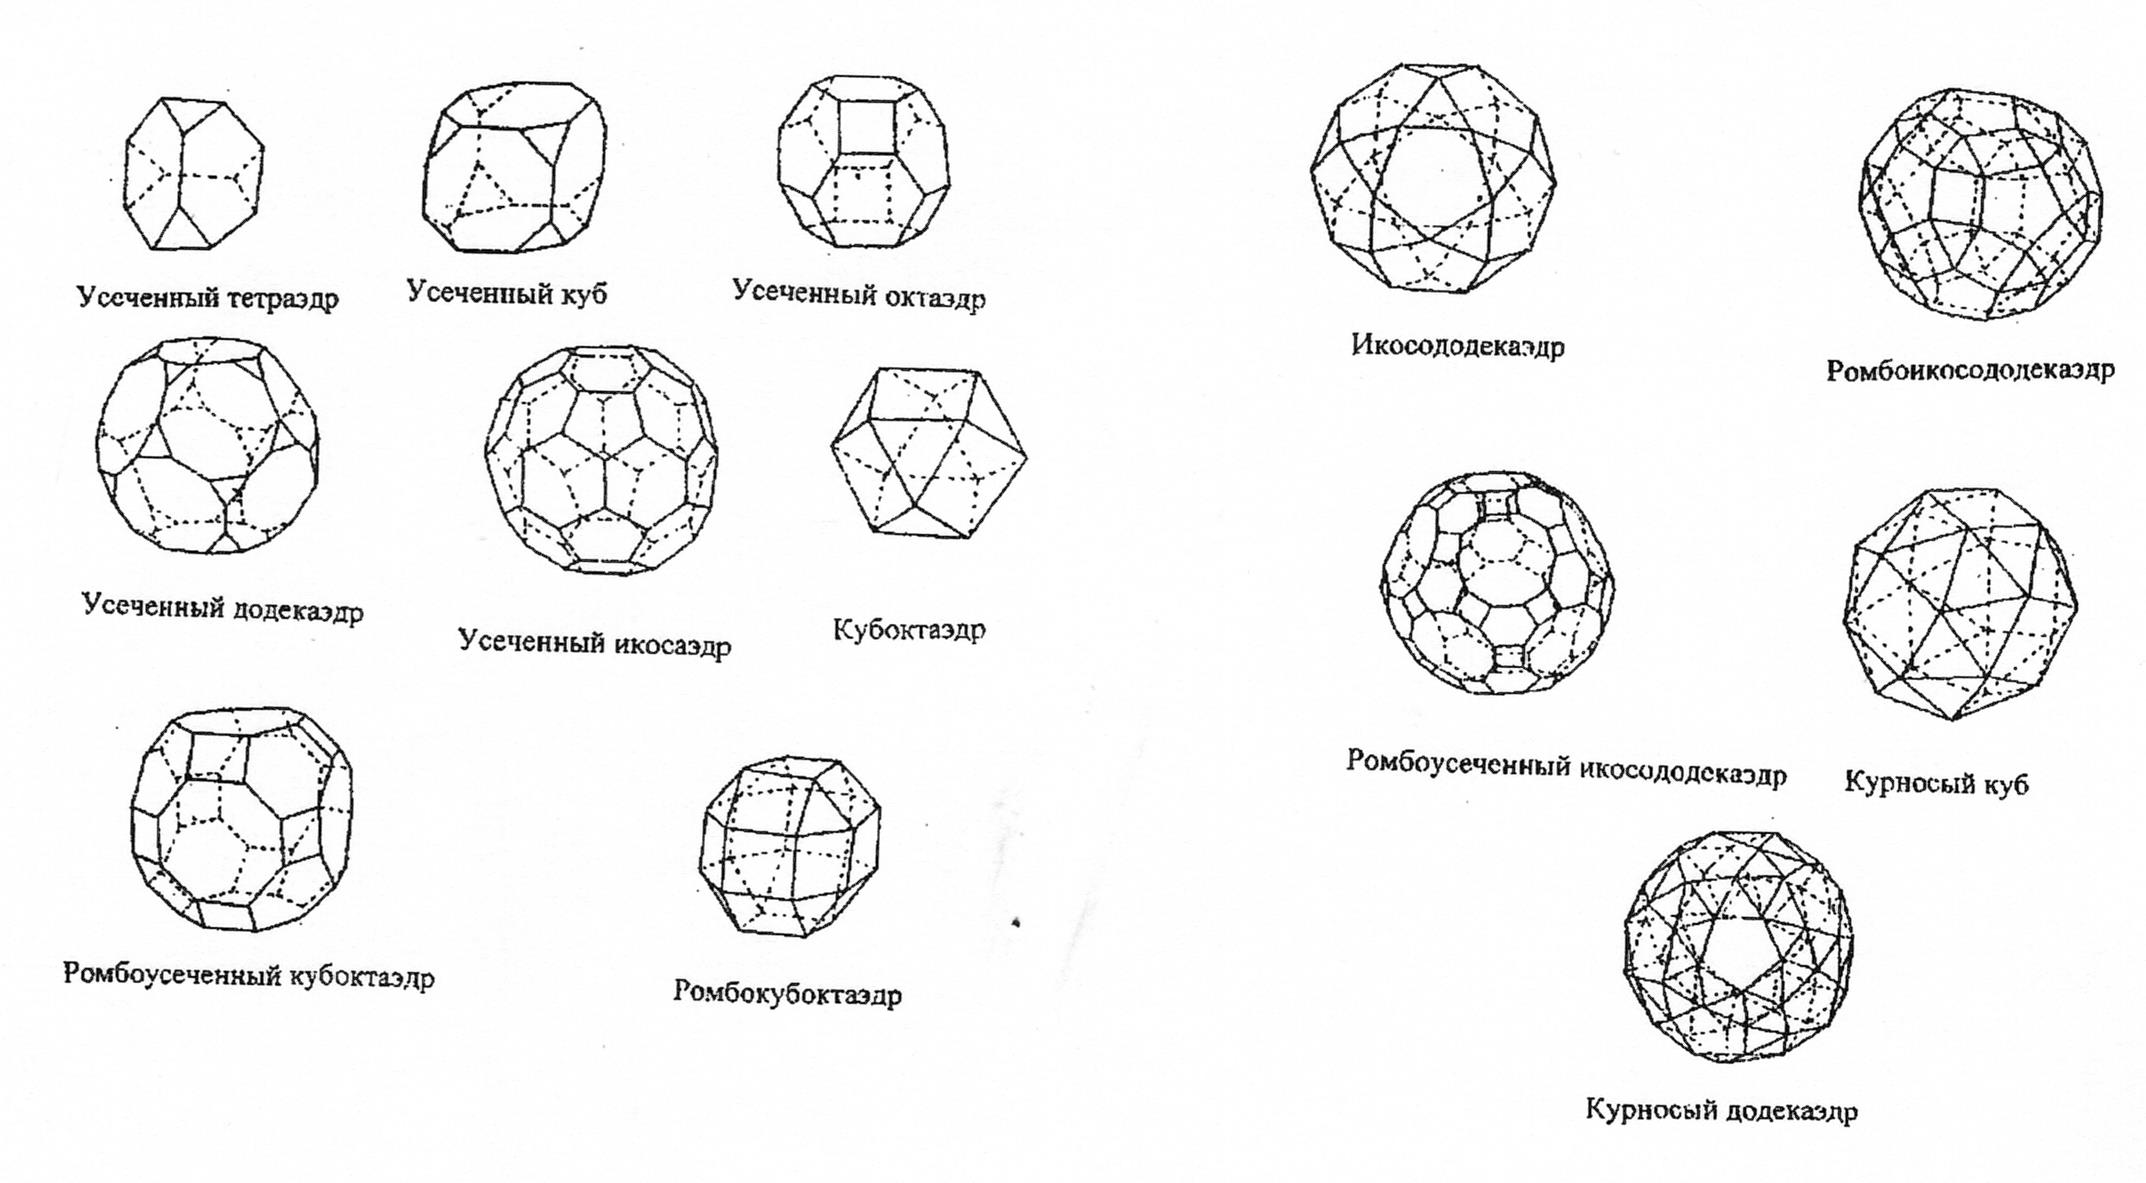 Усеченный тетраэдр
Усеченный куб
Усеченный октаэдр
Усеченный додекаэдр
Усеченный икосаэдр
Кубоктаэдр
Ромбоусеченный кубоктаэдр
Ромбокубоктаэдр
Икосододекаэдр
Ромбоикосододекаэдр
Ромбоусеченный икосододекаэдр
Курносый куб
Курносый додекаэдр